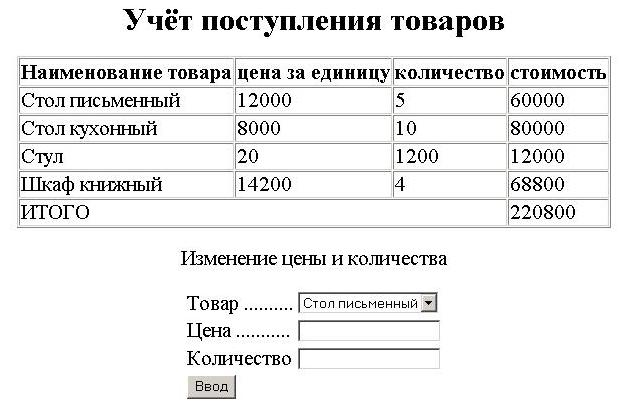 Учёт поступления товаров
Наименование товара цена за единицу количество стоимость
Стол письменный 12000 5 60000
Стол кухонный 8000 10 80000
Стул 20 1200 12000
Шкаф книжный 14200 4 68800
ИТОГО 220800
Изменение цены и количества
Товар .......... Стол письменный
Цена ...........
Количество
Ввод